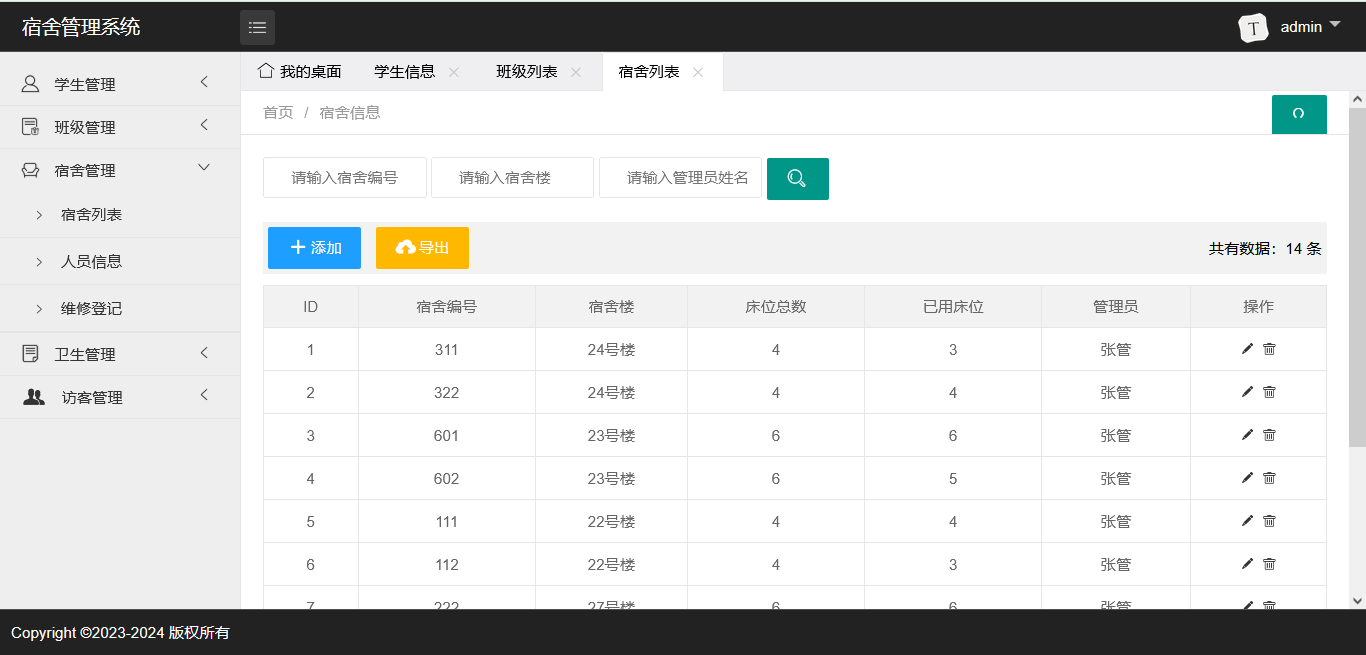 宿舍管理系统
T admin
学生管理
班级管理
宿舍管理
宿舍列表
人员信息
维修登记
卫生管理
访客管理
我的桌面 学生信息 班级列表 宿舍列表
首页 / 宿舍信息
请输入宿舍编号 请输入宿舍楼 请输入管理员姓名
添加 导出 共有数据：14 条
ID 宿舍编号 宿舍楼 床位总数 已用床位 管理员 操作
1 311 24号楼 4 3 张管
2 322 24号楼 4 4 张管
3 601 23号楼 6 6 张管
4 602 23号楼 6 5 张管
5 111 22号楼 4 4 张管
6 112 22号楼 4 3 张管
7 222 27号楼 6 6 张管
Copyright ©2023-2024 版权所有